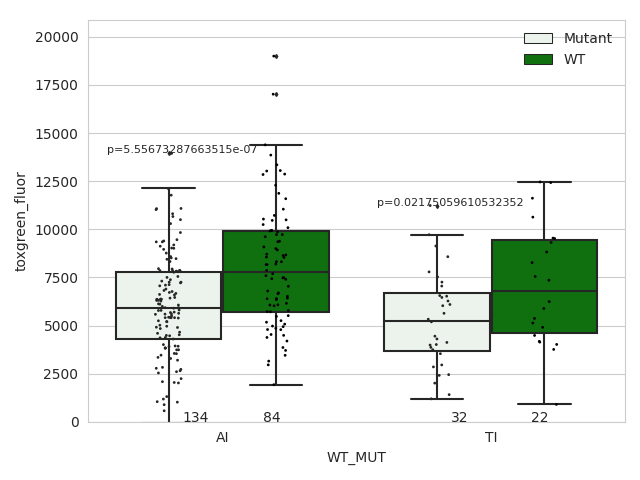 20000
17500
15000
12500
10000
7500
5000
2500
0
toxgreen_fluor
Mutant
WT
p=5.55673287663515e-07
p=0.02175059610532352
134
84
32
22
AI
TI
WT_MUT